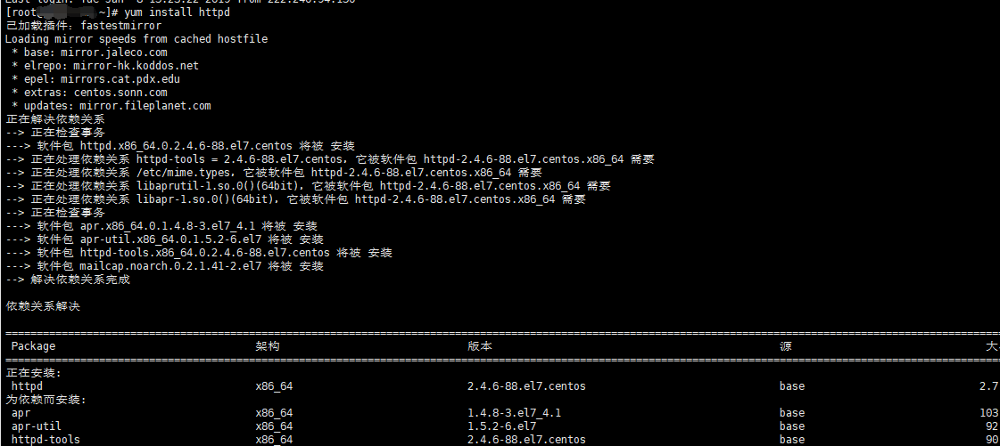 [root@ ~]# yum install httpd
已加载插件：fastestmirror
Loading mirror speeds from cached hostfile
* base: mirror.jaleco.com
* elrepo: mirror-hk.koddos.net
* epel: mirrors.cat.pdx.edu
* extras: centos.sonn.com
* updates: mirror.fileplanet.com
正在解决依赖关系
--> 正在检查事务
---> 软件包 httpd.x86_64.0.2.4.6-88.el7.centos 将被 安装
--> 正在处理依赖关系 httpd-tools = 2.4.6-88.el7.centos，它被软件包 httpd-2.4.6-88.el7.centos.x86_64 需要
--> 正在处理依赖关系 /etc/mime.types，它被软件包 httpd-2.4.6-88.el7.centos.x86_64 需要
--> 正在处理依赖关系 libaprutil-1.so.0()(64bit)，它被软件包 httpd-2.4.6-88.el7.centos.x86_64 需要
--> 正在处理依赖关系 libapr-1.so.0()(64bit)，它被软件包 httpd-2.4.6-88.el7.centos.x86_64 需要
--> 正在检查事务
---> 软件包 apr.x86_64.0.1.4.8-3.el7_4.1 将被 安装
---> 软件包 apr-util.x86_64.0.1.5.2-6.el7 将被 安装
---> 软件包 httpd-tools.x86_64.0.2.4.6-88.el7.centos 将被 安装
---> 软件包 mailcap.noarch.0.2.1.41-2.el7 将被 安装
--> 解决依赖关系完成
依赖关系解决
Package 架构 版本 源 大
正在安装:
httpd x86_64 2.4.6-88.el7.centos base 2.7
为依赖而安装:
apr x86_64 1.4.8-3.el7_4.1 base 103
apr-util x86_64 1.5.2-6.el7 base 92
httpd-tools x86_64 2.4.6-88.el7.centos base 90